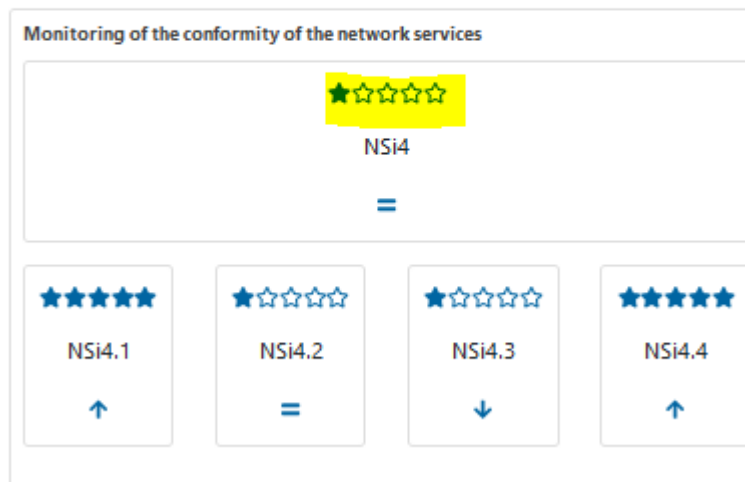 Monitoring of the conformity of the network services
NSi4
=
NSi4.1
NSi4.2
NSi4.3
NSi4.4
↑
=
↓
↑